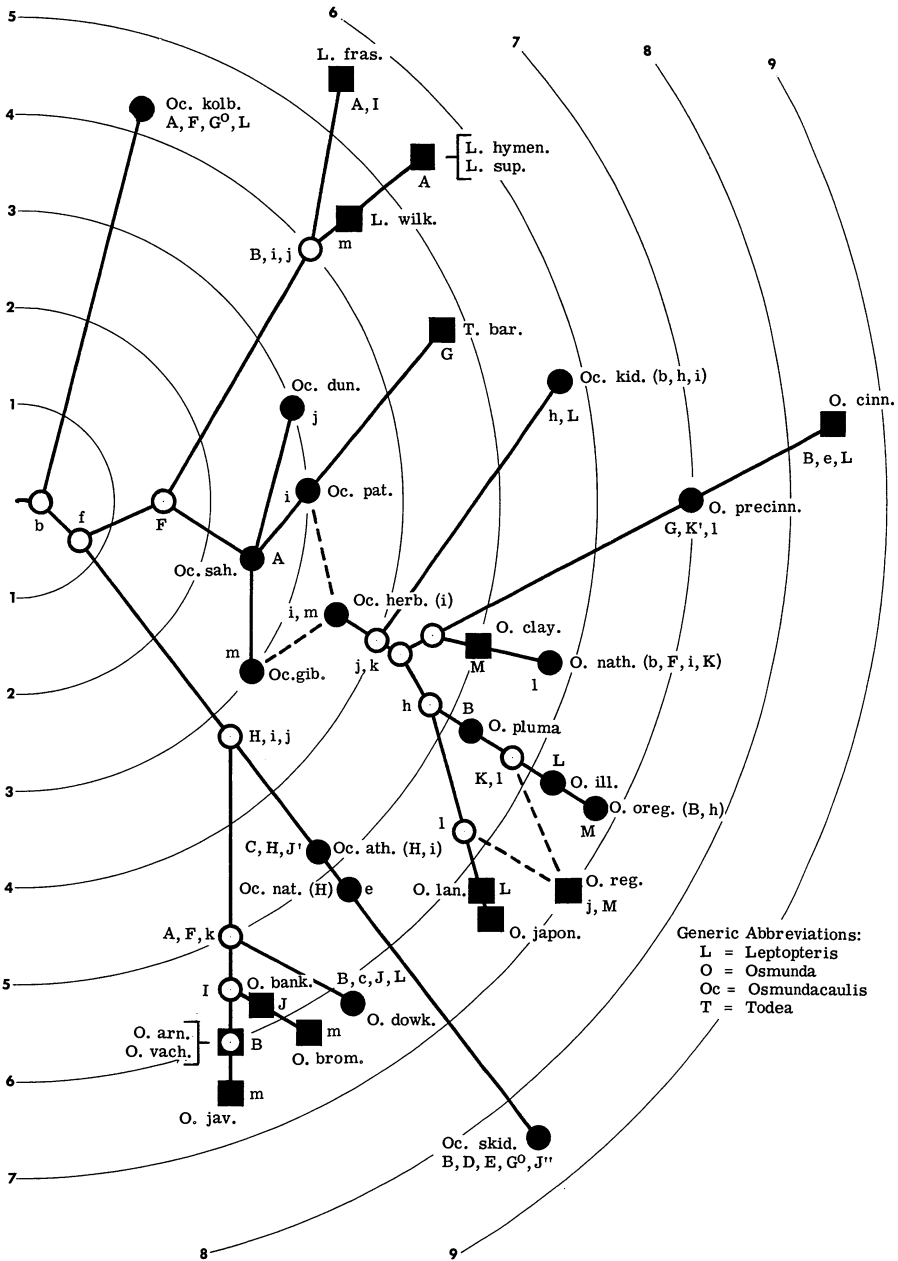 5
6
7
8
9
L. fras.
A, I
Oc. kolb.
A, F, G⁰, L
4
L. hymen.
L. sup.
A
3
L. wilk.
m
B, i, j
2
T. bar.
G
Oc. dun.
j
Oc. kid. (b, h, i)
h, L
O. cinn.
B, e, L
1
i
Oc. pat.
b
f
F
O. precinn.
G, K', l
Oc. sah.
A
1
i, m
Oc. herb. (i)
O. clay.
M
m
Oc. gib.
j, k
O. nath. (b, F, i, K)
l
2
h
B
O. pluma
H, i, j
K, l
L
O. ill.
3
O. oreg. (B, h)
M
l
C, H, J'
Oc. ath. (H, i)
4
Oc. nat. (H)
e
O. lan.
L
O. reg.
j, M
O. japon.
A, F, k
Generic Abbreviations:
L = Leptopteris
O = Osmunda
Oc = Osmundacaulis
T = Todea
5
I
O. bank.
J
B, c, J, L
O. dowk.
O. arn.
O. vach.
B
m
O. brom.
6
m
O. jav.
Oc. skid.
B, D, E, G⁰, J''
7
8
9